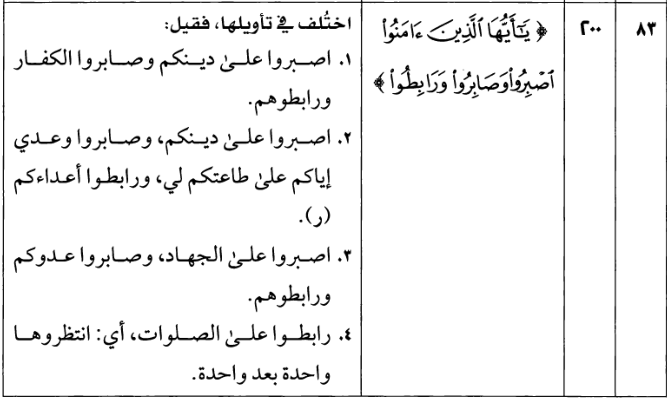 ٨٣
٢٠٠
﴿ يَٰٓأَيُّهَا ٱلَّذِينَ ءَامَنُوا۟
ٱصْبِرُوا۟ وَصَابِرُوا۟ وَرَابِطُوا۟ ﴾
اختُلف في تأويلها، فقيل:
١. اصبروا علىٰ دينكم وصابروا الكفار
ورابطوهم.
٢. اصبروا علىٰ دينكم، وصابروا وعدي
إياكم علىٰ طاعتكم لي، ورابطوا أعداءكم
(ر).
٣. اصبروا علىٰ الجهاد، وصابروا عدوكم
ورابطوهم.
٤. رابطوا علىٰ الصلوات، أي: انتظروها
واحدة بعد واحدة.